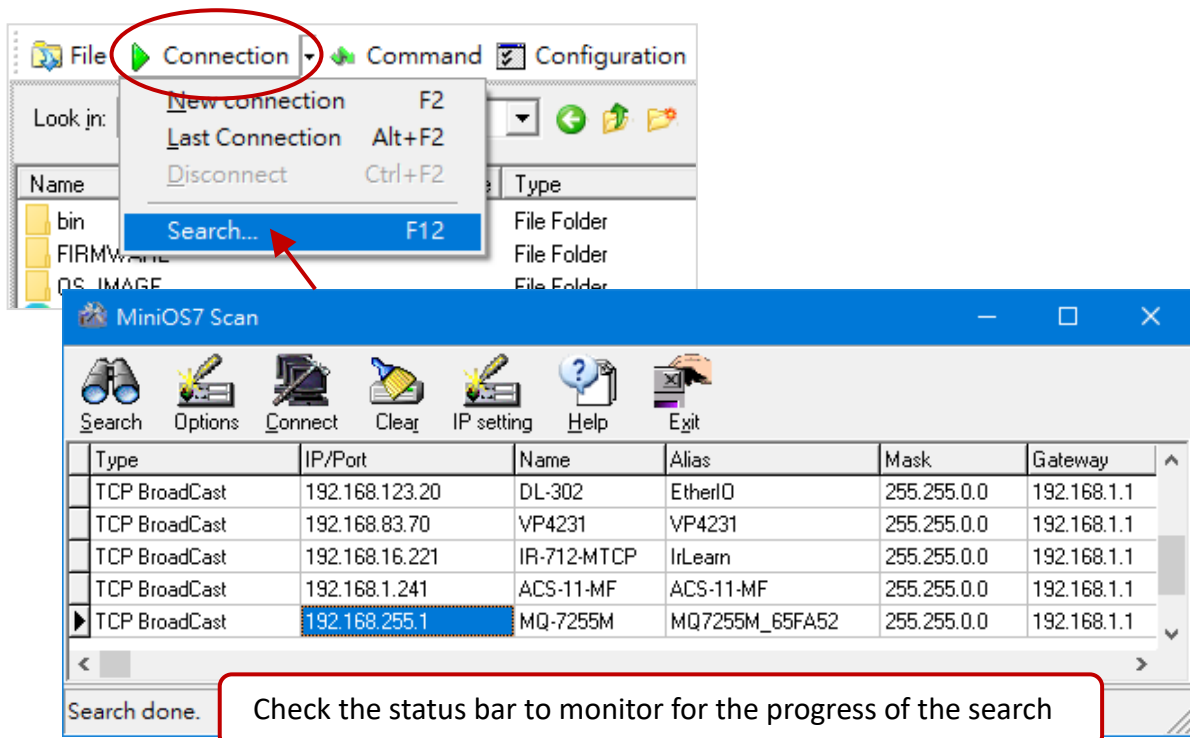 File Connection Command Configuration
Look in:
New connection F2
Last Connection Alt+F2
Disconnect Ctrl+F2
Search... F12
Name Type
bin File Folder
FIRMWARE File Folder
OS_IMAGE File Folder
MiniOS7 Scan
Search Options Connect Clear IP setting Help Exit
Type IP/Port Name Alias Mask Gateway
TCP BroadCast 192.168.123.20 DL-302 EtherIO 255.255.0.0 192.168.1.1
TCP BroadCast 192.168.83.70 VP4231 VP4231 255.255.0.0 192.168.1.1
TCP BroadCast 192.168.16.221 IR-712-MTCP IrLearn 255.255.0.0 192.168.1.1
TCP BroadCast 192.168.1.241 ACS-11-MF ACS-11-MF 255.255.0.0 192.168.1.1
TCP BroadCast 192.168.255.1 MQ-7255M MQ7255M_65FA52 255.255.0.0 192.168.1.1
Search done.
Check the status bar to monitor for the progress of the search